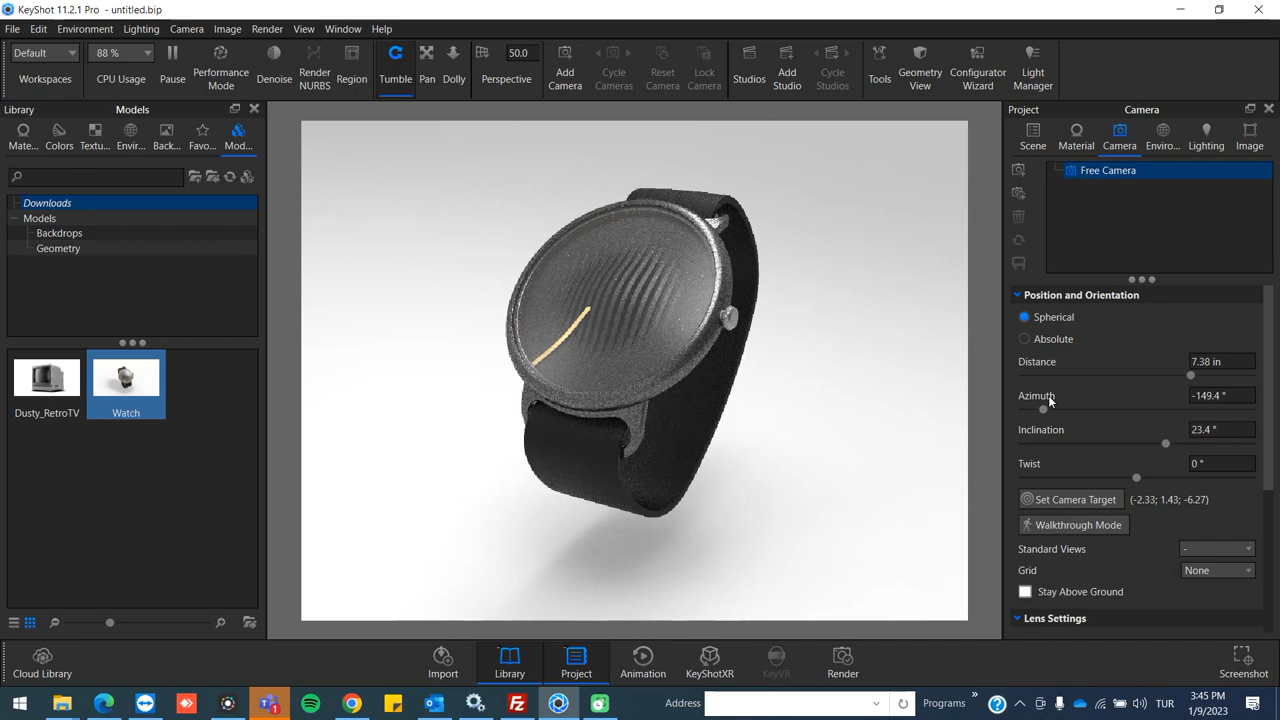 KeyShot 11.2.1 Pro - untitled.bip
File Edit Environment Lighting Camera Image Render View Window Help
Default 88 % 50.0
Workspaces CPU Usage Pause Performance Mode Denoise Render NURBS Region Tumble Pan Dolly Perspective Add Camera Cycle Cameras Reset Camera Lock Camera Studios Add Studio Cycle Studios Tools Geometry View Configurator Wizard Light Manager
Library Models
Mate... Colors Textu... Envir... Back... Favo... Mod...
Downloads
Models
Backdrops
Geometry
Dusty_RetroTV Watch
Project Camera
Scene Material Camera Enviro... Lighting Image
Free Camera
Position and Orientation
Spherical
Absolute
Distance 7.38 in
Azimuth -149.4 °
Inclination 23.4 °
Twist 0 °
Set Camera Target (-2.33; 1.43; -6.27)
Walkthrough Mode
Standard Views -
Grid None
Stay Above Ground
Lens Settings
Cloud Library Import Library Project Animation KeyShotXR KeyVR Render Screenshot
Address Programs » TUR 3:45 PM
1/9/2023